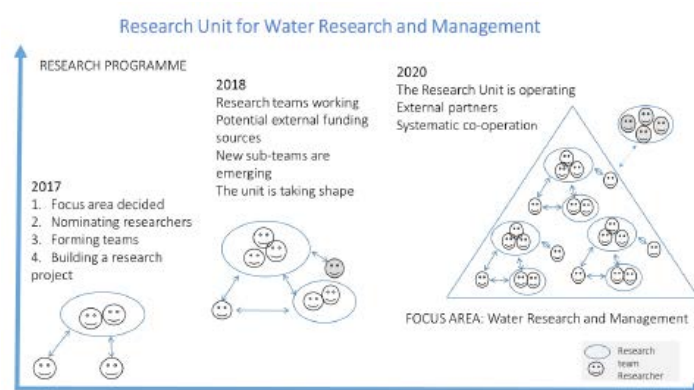 Research Unit for Water Research and Management
RESEARCH PROGRAMME
2017
1. Focus area decided
2. Nominating researchers
3. Forming teams
4. Building a research
project
2018
Research teams working
Potential external funding
sources
New sub-teams are
emerging
The unit is taking shape
2020
The Research Unit is operating
External partners
Systematic co-operation
FOCUS AREA: Water Research and Management
Research
team
Researcher